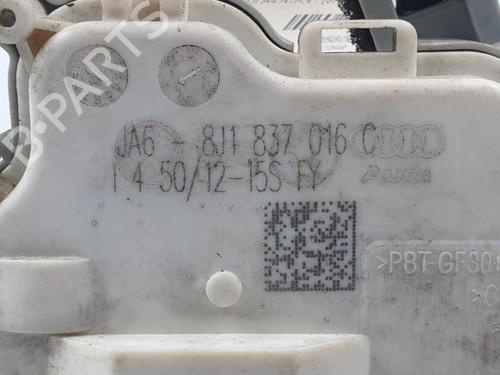 B-PARTS
JA6 - 8J1 837 016 C
1 4 50/12-15S FY
Audi
>PBT-GF30